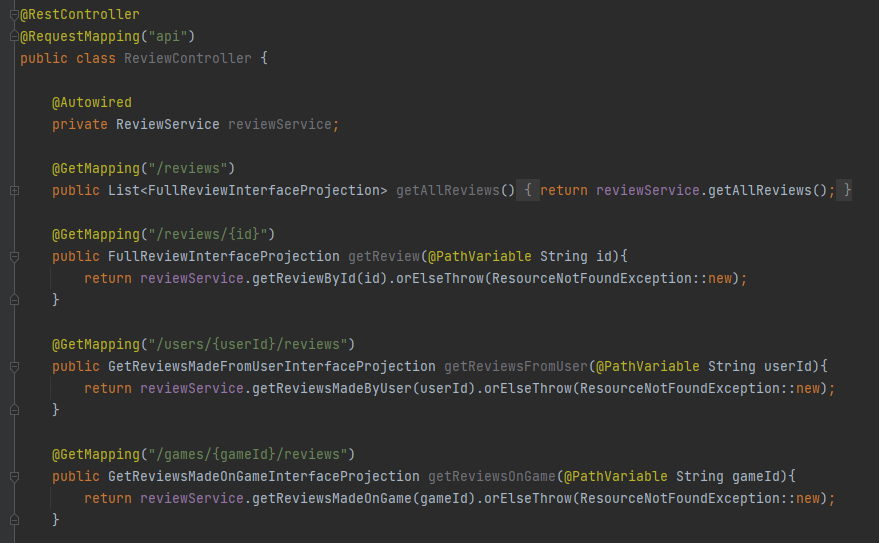 @RestController
@RequestMapping("api")
public class ReviewController {
@Autowired
private ReviewService reviewService;
@GetMapping("/reviews")
public List<FullReviewInterfaceProjection> getAllReviews() { return reviewService.getAllReviews(); }
@GetMapping("/reviews/{id}")
public FullReviewInterfaceProjection getReview(@PathVariable String id){
return reviewService.getReviewById(id).orElseThrow(ResourceNotFoundException::new);
}
@GetMapping("/users/{userId}/reviews")
public GetReviewsMadeFromUserInterfaceProjection getReviewsFromUser(@PathVariable String userId){
return reviewService.getReviewsMadeByUser(userId).orElseThrow(ResourceNotFoundException::new);
}
@GetMapping("/games/{gameId}/reviews")
public GetReviewsMadeOnGameInterfaceProjection getReviewsOnGame(@PathVariable String gameId){
return reviewService.getReviewsMadeOnGame(gameId).orElseThrow(ResourceNotFoundException::new);
}